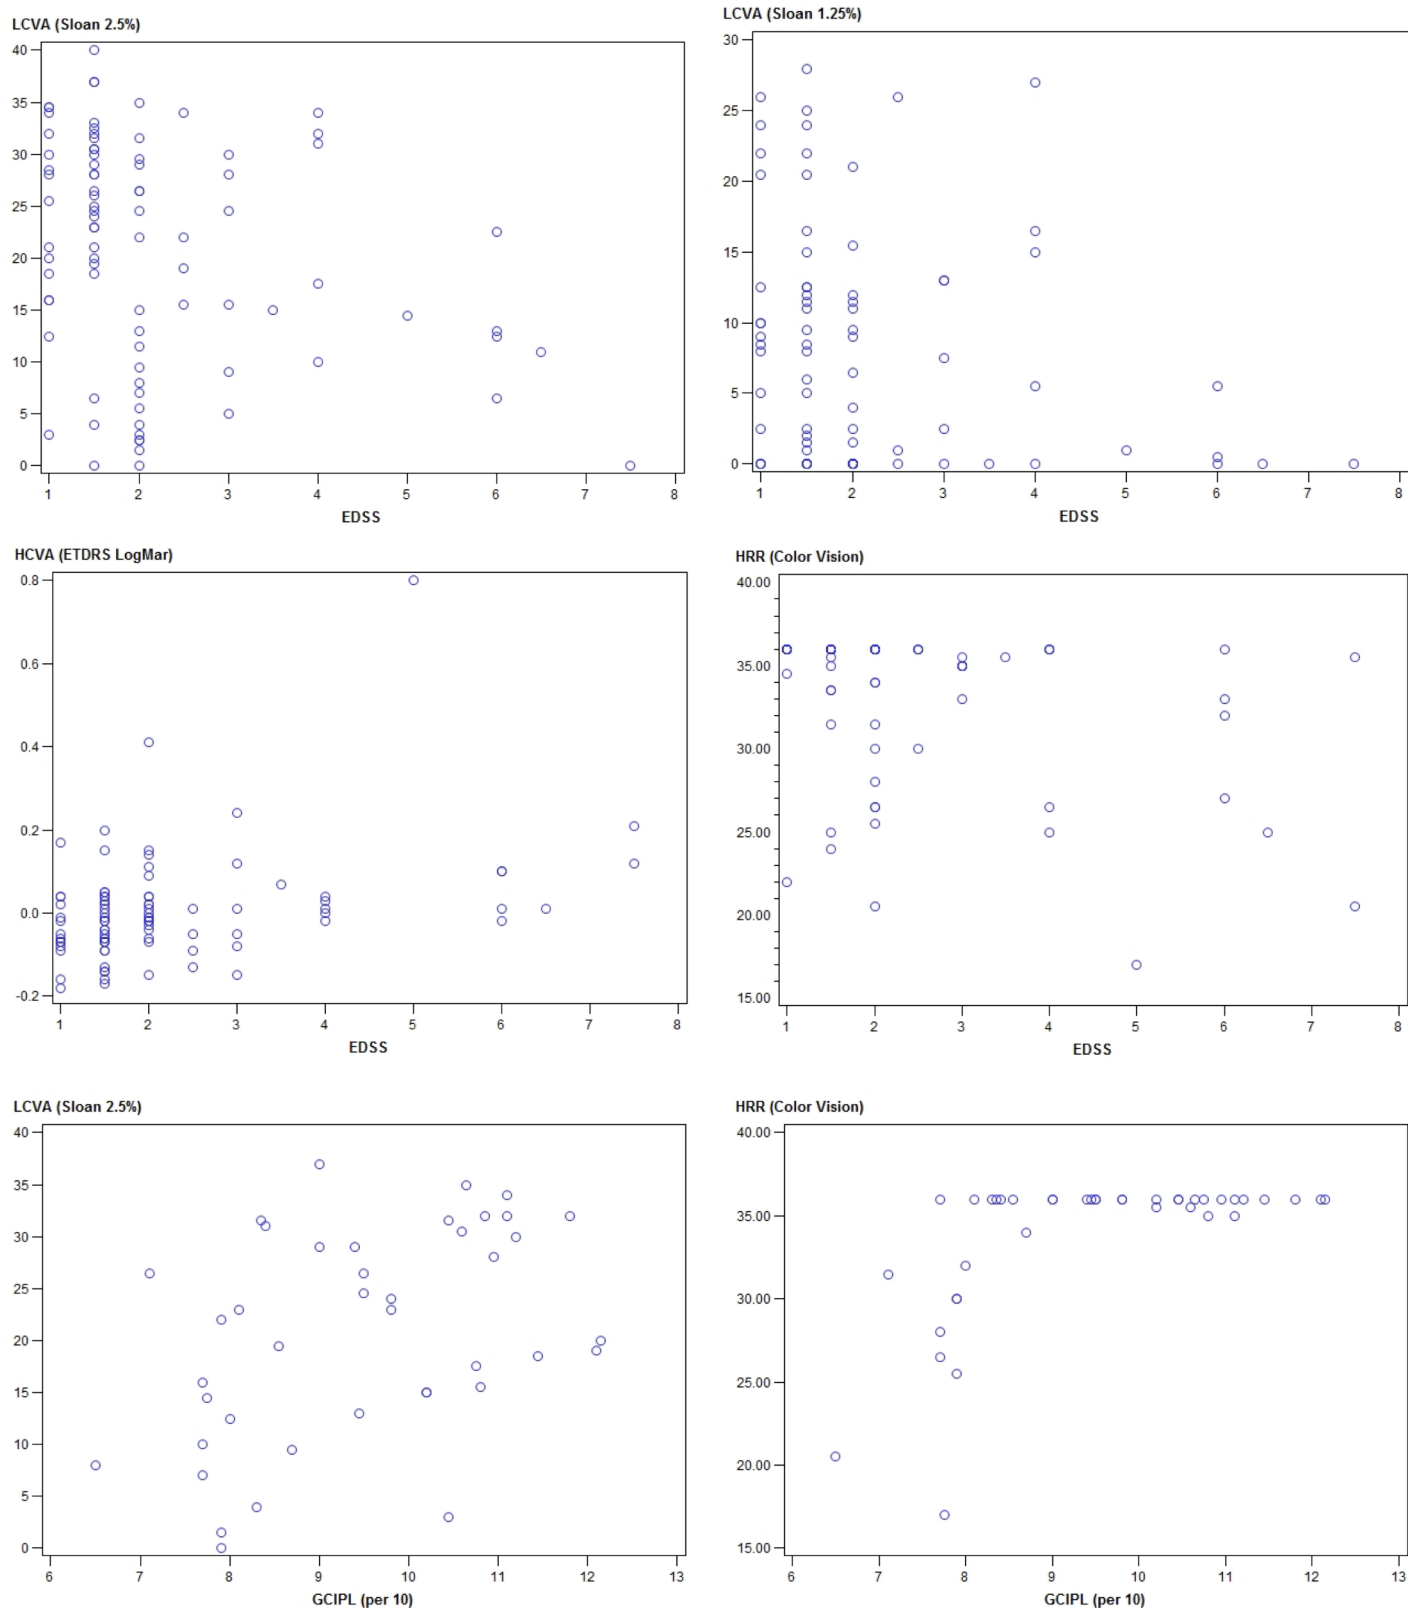 LCVA (Sloan 2.5%)
40
35
30
25
20
15
10
5
0
1 2 3 4 5 6 7 8
EDSS
LCVA (Sloan 1.25%)
30
25
20
15
10
5
0
1 2 3 4 5 6 7 8
EDSS
HCVA (ETDRS LogMar)
0.8
0.6
0.4
0.2
0.0
-0.2
1 2 3 4 5 6 7 8
EDSS
HRR (Color Vision)
40.00
35.00
30.00
25.00
20.00
15.00
1 2 3 4 5 6 7 8
EDSS
LCVA (Sloan 2.5%)
40
35
30
25
20
15
10
5
0
6 7 8 9 10 11 12 13
GCIPL (per 10)
HRR (Color Vision)
40.00
35.00
30.00
25.00
20.00
15.00
6 7 8 9 10 11 12 13
GCIPL (per 10)